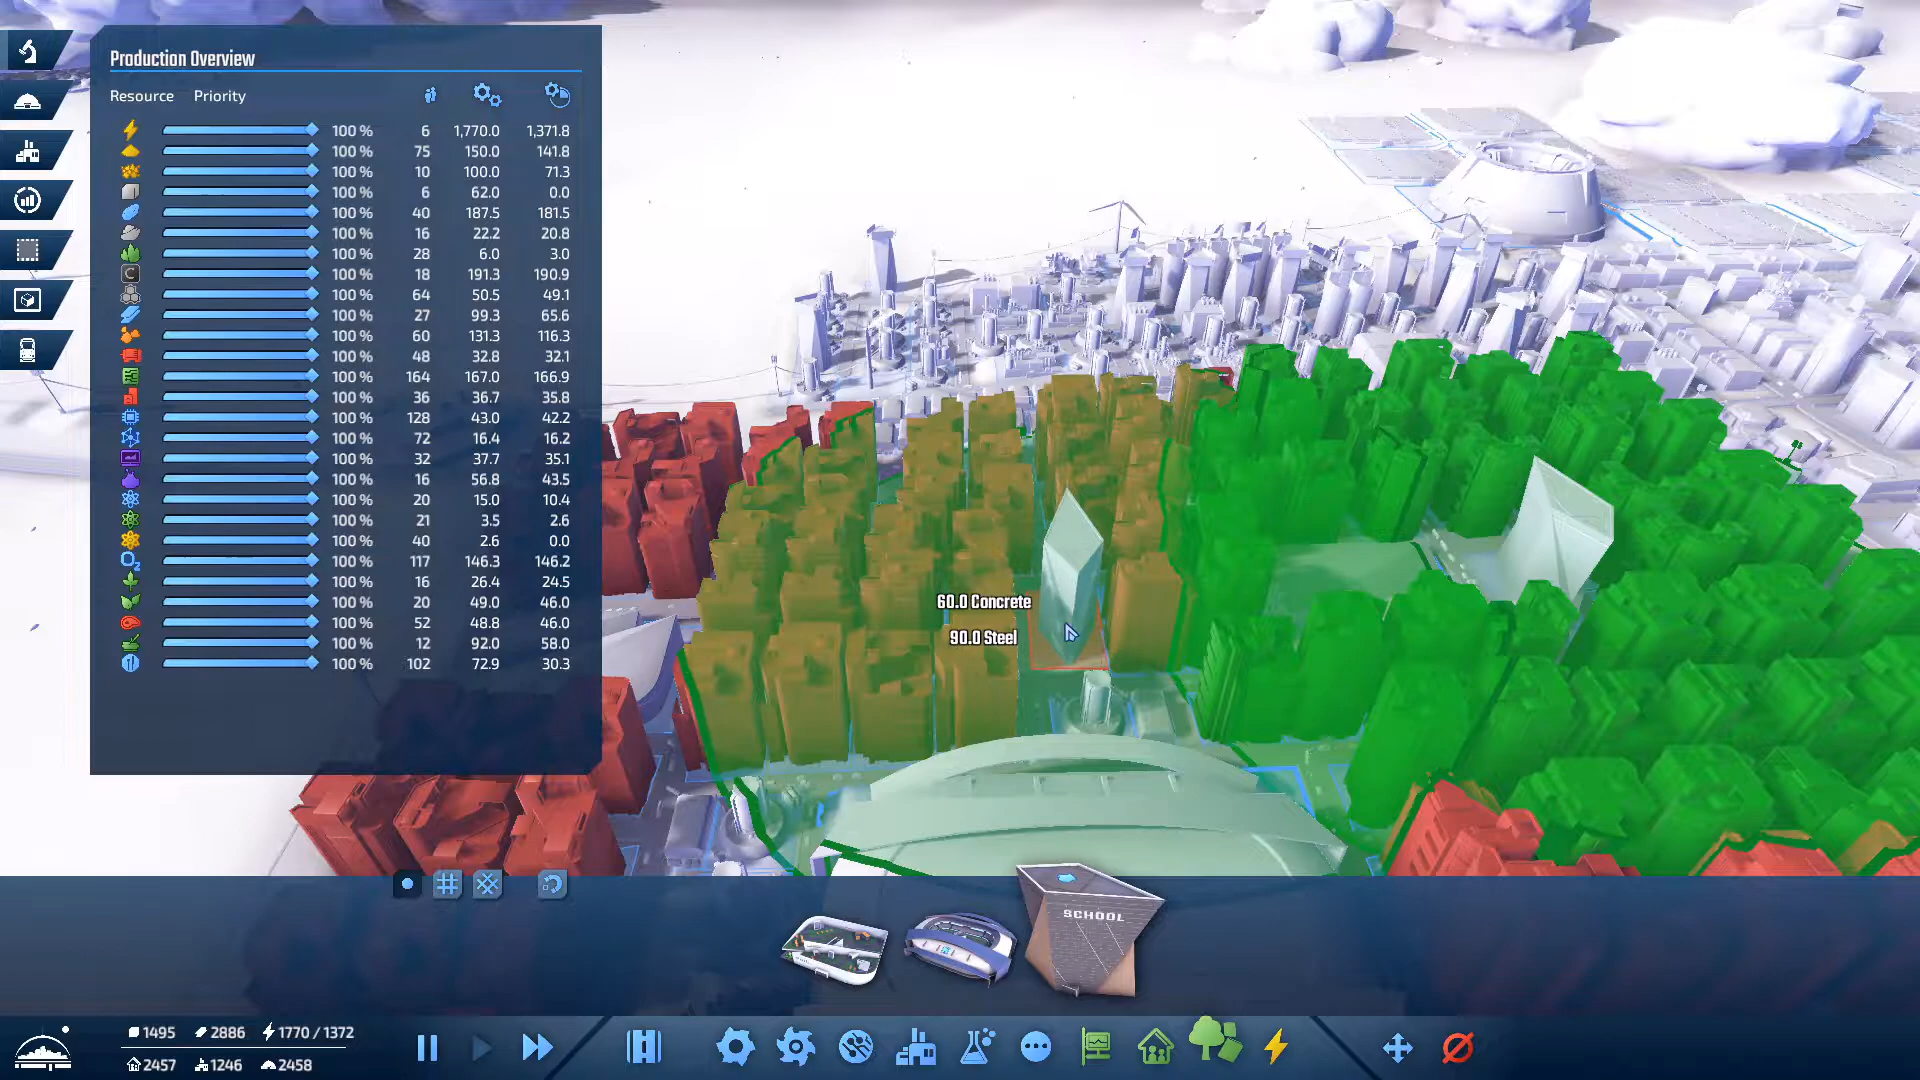 Production Overview
Resource Priority
100 % 6 1,770.0 1,371.8
100 % 75 150.0 141.8
100 % 10 100.0 71.3
100 % 6 62.0 0.0
100 % 40 187.5 181.5
100 % 16 22.2 20.8
100 % 28 6.0 3.0
C 100 % 18 191.3 190.9
100 % 64 50.5 49.1
100 % 27 99.3 65.6
100 % 60 131.3 116.3
100 % 48 32.8 32.1
100 % 164 167.0 166.9
100 % 36 36.7 35.8
100 % 128 43.0 42.2
100 % 72 16.4 16.2
100 % 32 37.7 35.1
100 % 16 56.8 43.5
100 % 20 15.0 10.4
100 % 21 3.5 2.6
100 % 40 2.6 0.0
O2 100 % 117 146.3 146.2
100 % 16 26.4 24.5
100 % 20 49.0 46.0
100 % 52 48.8 46.0
100 % 12 92.0 58.0
100 % 102 72.9 30.3
60.0 Concrete
90.0 Steel
SCHOOL
1495 2886 1770 / 1372
2457 1246 2458